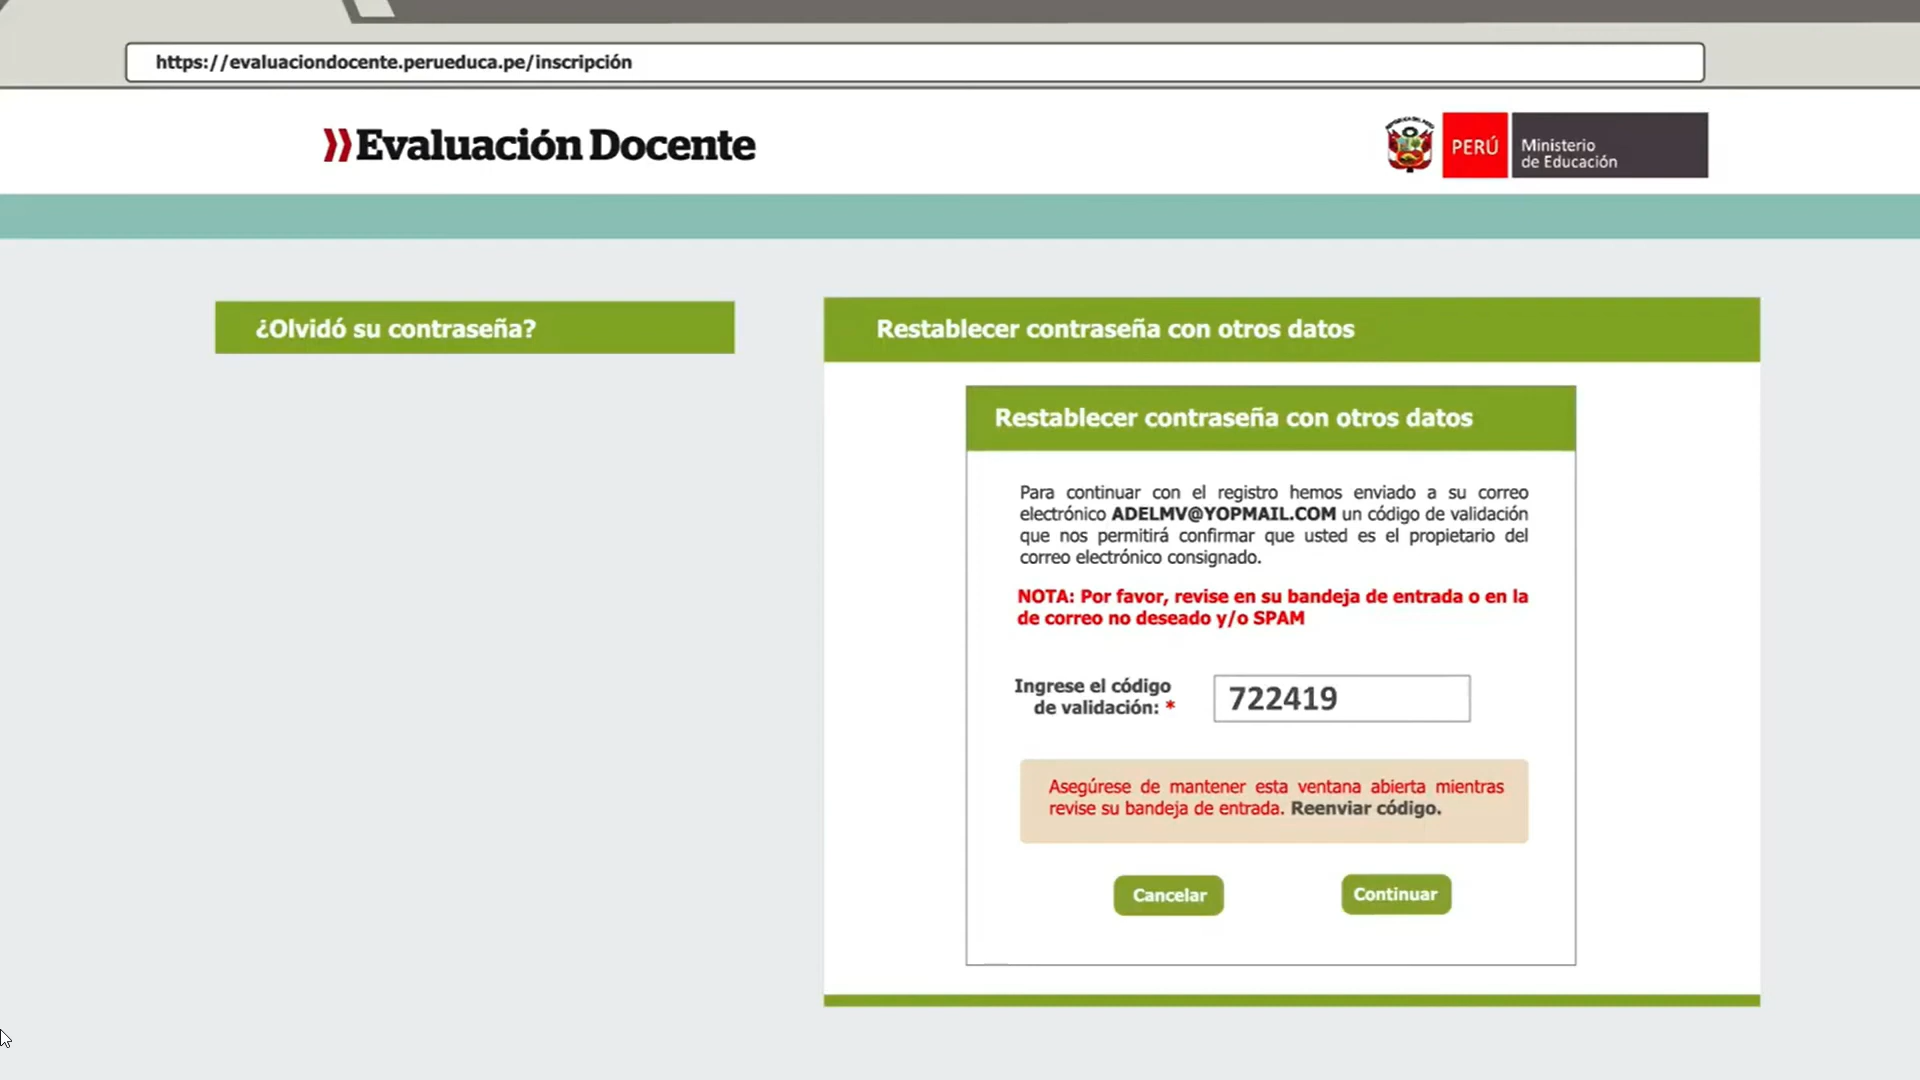 https://evaluaciondocente.perueduca.pe/inscripción
Evaluación Docente
PERÚ
Ministerio
de Educación
¿Olvidó su contraseña?
Restablecer contraseña con otros datos
Restablecer contraseña con otros datos
Para continuar con el registro hemos enviado a su correo
electrónico ADELMV@YOPMAIL.COM un código de validación
que nos permitirá confirmar que usted es el propietario del
correo electrónico consignado.
NOTA: Por favor, revise en su bandeja de entrada o en la
de correo no deseado y/o SPAM
Ingrese el código
de validación: *
722419
Asegúrese de mantener esta ventana abierta mientras
revise su bandeja de entrada. Reenviar código.
Cancelar
Continuar